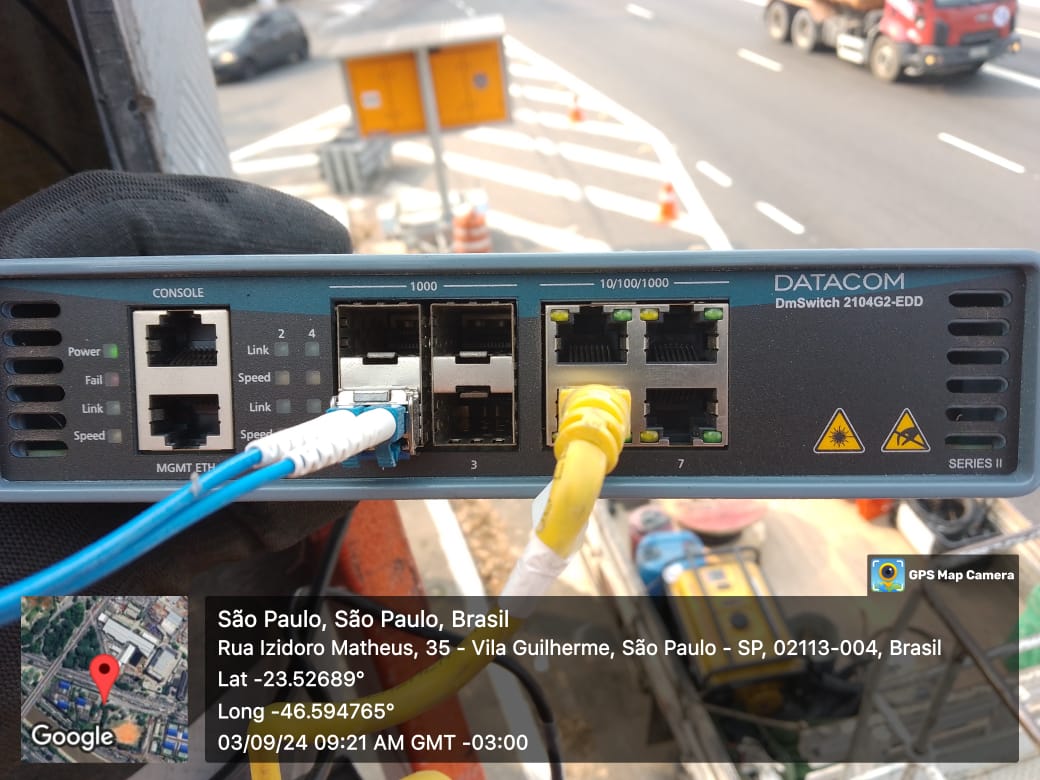 CONSOLE
1000
10/100/1000
DATACOM
DmSwitch 2104G2-EDD
2 4
Power
Link
Fail
Speed
Link
Link
Speed
Speed
MGMT ETH
3
7
SERIES II
GPS Map Camera
São Paulo, São Paulo, Brasil
Rua Izidoro Matheus, 35 - Vila Guilherme, São Paulo - SP, 02113-004, Brasil
Lat -23.52689°
Long -46.594765°
03/09/24 09:21 AM GMT -03:00
Google